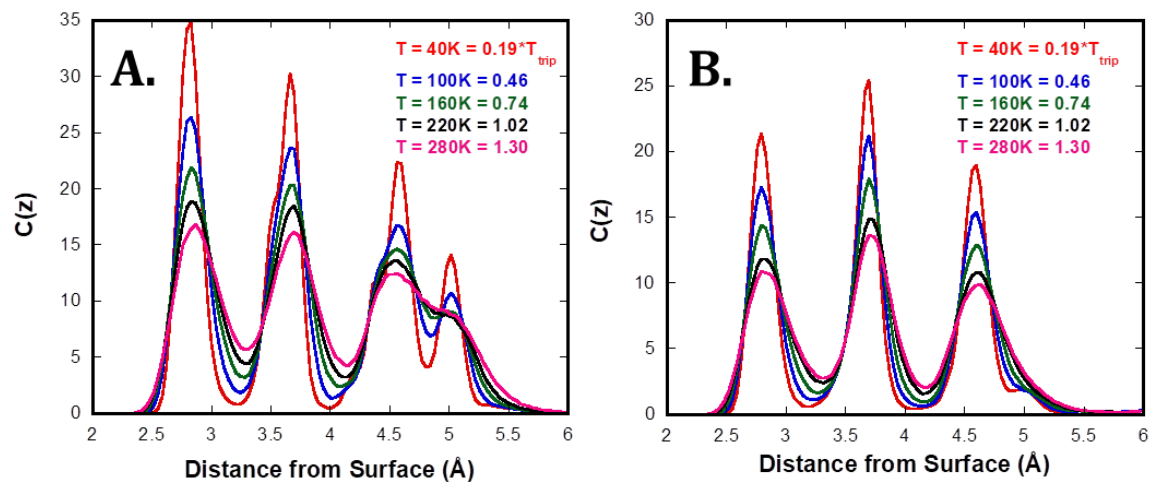 A.
T = 40K = 0.19*T_trip
T = 100K = 0.46
T = 160K = 0.74
T = 220K = 1.02
T = 280K = 1.30
35
30
25
20
15
10
5
0
C(z)
2 2.5 3 3.5 4 4.5 5 5.5 6
Distance from Surface (Å)
B.
T = 40K = 0.19*T_trip
T = 100K = 0.46
T = 160K = 0.74
T = 220K = 1.02
T = 280K = 1.30
30
25
20
15
10
5
0
C(z)
2 2.5 3 3.5 4 4.5 5 5.5 6
Distance from Surface (Å)